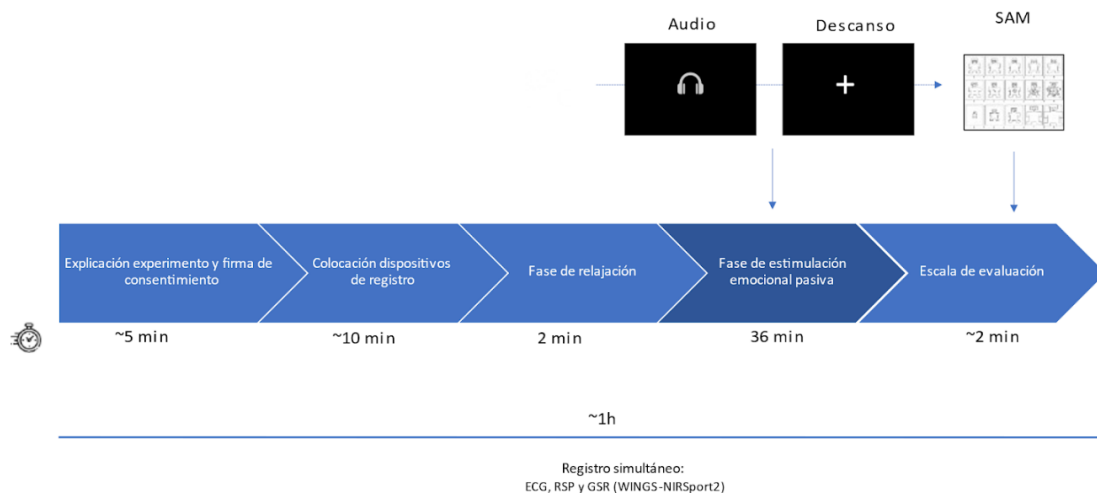 Audio
Descanso
SAM
Explicación experimento y firma de
consentimiento
Colocación dispositivos
de registro
Fase de relajación
Fase de estimulación
emocional pasiva
Escala de evaluación
~5 min
~10 min
2 min
36 min
~2 min
~1h
Registro simultáneo:
ECG, RSP y GSR (WINGS-NIRSport2)